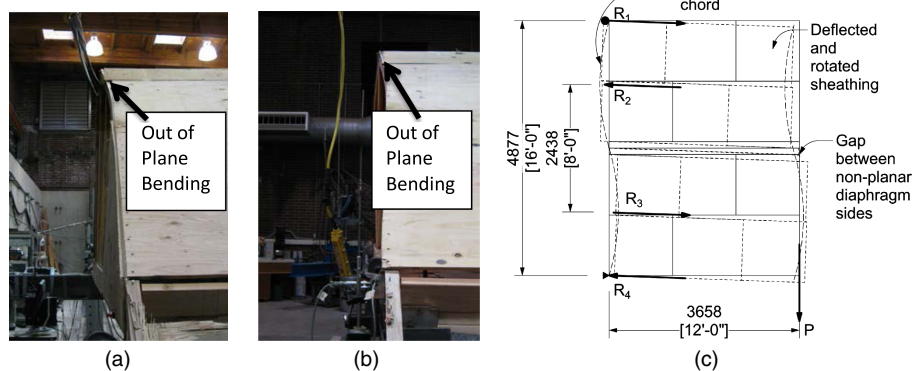 Out of
Plane
Bending
(a)
Out of
Plane
Bending
(b)
chord
R1
Deflected
and
rotated
sheathing
R2
4877
[16'-0"]
2438
[8'-0"]
Gap
between
non-planar
diaphragm
sides
R3
R4
3658
[12'-0"]
P
(c)